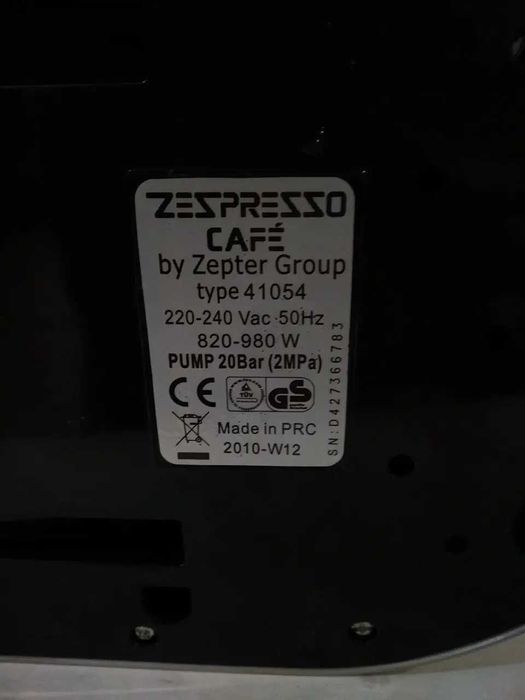 ZESPRESSO
CAFÉ
by Zepter Group
type 41054
220-240 Vac 50Hz
820-980 W
PUMP 20Bar (2MPa)
CE TÜV GS
Made in PRC
2010-W12
SN:D427366783